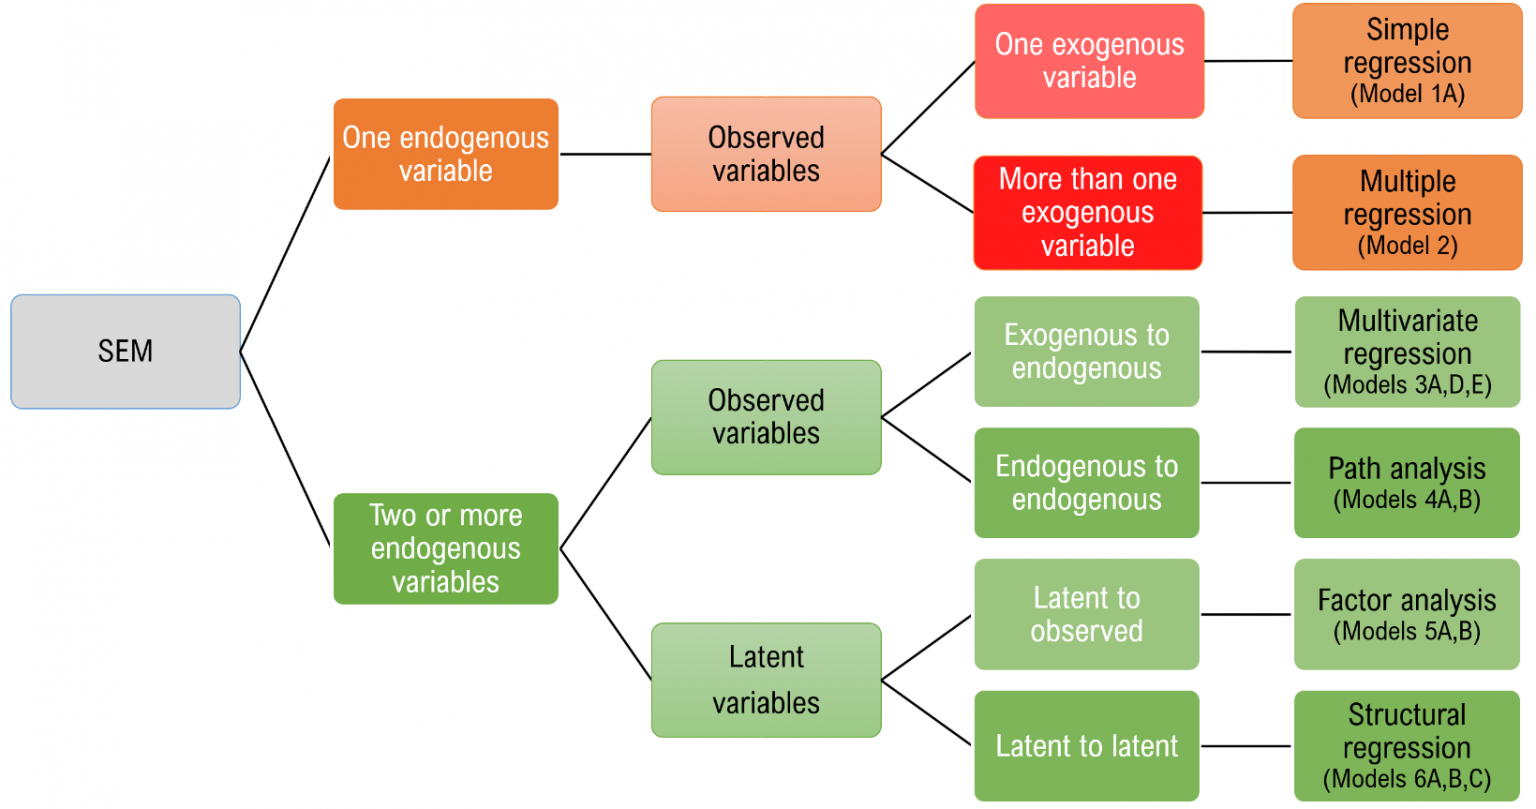 SEM
One endogenous
variable
Observed
variables
One exogenous
variable
Simple
regression
(Model 1A)
More than one
exogenous
variable
Multiple
regression
(Model 2)
Two or more
endogenous
variables
Observed
variables
Exogenous to
endogenous
Multivariate
regression
(Models 3A,D,E)
Endogenous to
endogenous
Path analysis
(Models 4A,B)
Latent
variables
Latent to
observed
Factor analysis
(Models 5A,B)
Latent to latent
Structural
regression
(Models 6A,B,C)